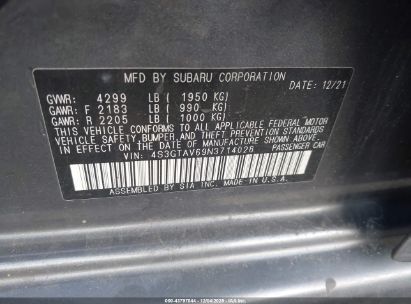 MFD BY SUBARU CORPORATION
DATE: 12/21
GVWR: 4299 LB ( 1950 KG)
GAWR: F 2183 LB ( 990 KG)
GAWR: R 2205 LB ( 1000 KG)
THIS VEHICLE CONFORMS TO ALL APPLICABLE FEDERAL MOTOR
VEHICLE SAFETY, BUMPER, AND THEFT PREVENTION STANDARDS
IN EFFECT ON THE DATE OF MANUFACTURE SHOWN ABOVE.
VIN: 4S3GTAV69N3714025 PASSENGER CAR
ASSEMBLED BY SIA INC. MADE IN U.S.A.